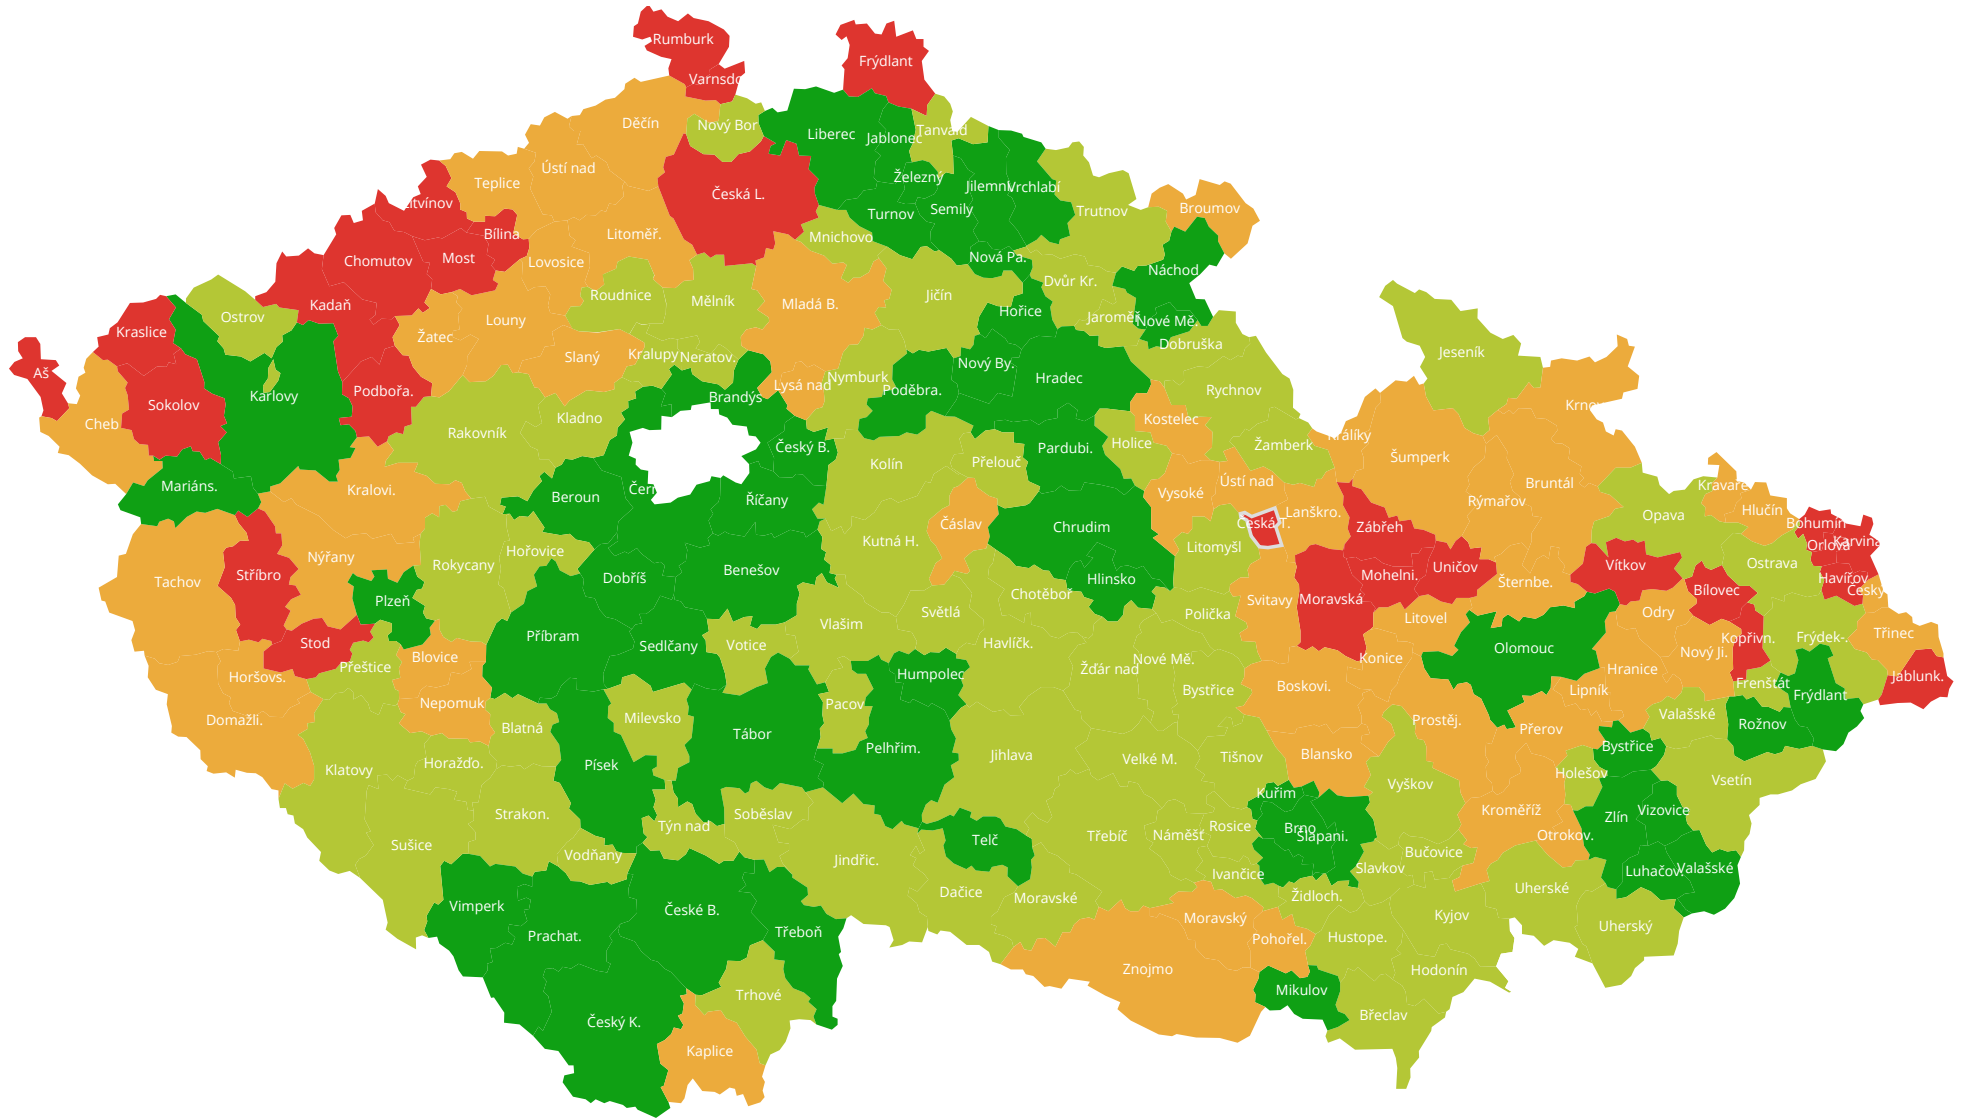 Rumburk
Frýdlant
Varnsdo
Děčín
Nový Bor
Liberec
Jablonec
Tanvald
Ústí nad
Teplice
Železný
Jilemni
Vrchlabí
Česká L.
Litvínov
Turnov
Semily
Trutnov
Broumov
Bílina
Litoměř.
Mnichovo
Most
Chomutov
Lovosice
Nová Pa.
Náchod
Dvůr Kr.
Roudnice
Mělník
Mladá B.
Jičín
Kadaň
Ostrov
Louny
Hořice
Jaroměř
Nové Mě.
Kraslice
Žatec
Slaný
Kralupy
Neratov.
Dobruška
Jeseník
Aš
Nový By.
Hradec
Nymburk
Lysá nad
Poděbra.
Podbořa.
Karlovy
Brandýs
Rychnov
Sokolov
Krnov
Kladno
Kostelec
Cheb
Rakovník
Králíky
Holice
Žamberk
Český B.
Pardubi.
Šumperk
Kolín
Přelouč
Mariáns.
Kralovi.
Beroun
Čern
Říčany
Vysoké
Ústí nad
Bruntál
Rýmařov
Kravaře
Hlučín
Lanškro.
Opava
Česká T.
Čáslav
Chrudim
Zábřeh
Bohumín
Orlová
Karviná
Kutná H.
Litomyšl
Hořovice
Nýřany
Rokycany
Stříbro
Tachov
Dobříš
Benešov
Hlinsko
Mohelni.
Uničov
Vítkov
Ostrava
Šternbe.
Havířov
Český
Bílovec
Plzeň
Chotěboř
Svitavy
Moravská
Světlá
Polička
Litovel
Odry
Vlašim
Příbram
Sedlčany
Votice
Havlíčk.
Stod
Olomouc
Kopřivn.
Frýdek-.
Třinec
Nový Ji.
Blovice
Přeštice
Konice
Nové Mě.
Žďár nad
Hranice
Horšovs.
Humpolec
Jablunk.
Boskovi.
Bystřice
Lipník
Frenštát
Frýdlant
Nepomuk
Pacov
Milevsko
Domažli.
Blatná
Tábor
Prostěj.
Přerov
Valašské
Rožnov
Pelhřim.
Bystřice
Jihlava
Velké M.
Tišnov
Blansko
Klatovy
Horažďo.
Písek
Holešov
Vsetín
Vyškov
Kuřim
Strakon.
Soběslav
Týn nad
Kroměříž
Zlín
Vizovice
Telč
Třebíč
Náměšť
Rosice
Brno
Šlapani.
Otrokov.
Sušice
Vodňany
Jindřic.
Bučovice
Slavkov
Luhačov.
Valašské
Ivančice
Dačice
Moravské
Židloch.
Uherské
Vimperk
České B.
Kyjov
Moravský
Uherský
Prachat.
Třeboň
Pohořel.
Hustope.
Znojmo
Hodonín
Mikulov
Trhové
Břeclav
Český K.
Kaplice